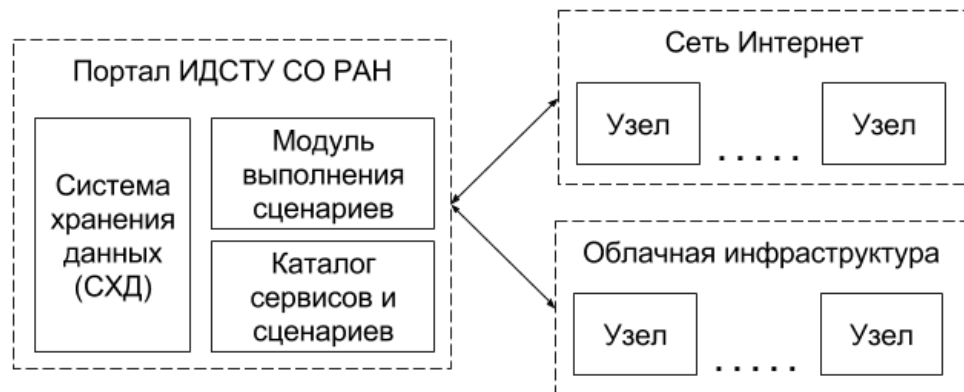 Портал ИДСТУ СО РАН
Система
хранения
данных
(СХД)
Модуль
выполнения
сценариев
Каталог
сервисов и
сценариев
Сеть Интернет
Узел
. . . . .
Узел
Облачная инфраструктура
Узел
. . . . .
Узел